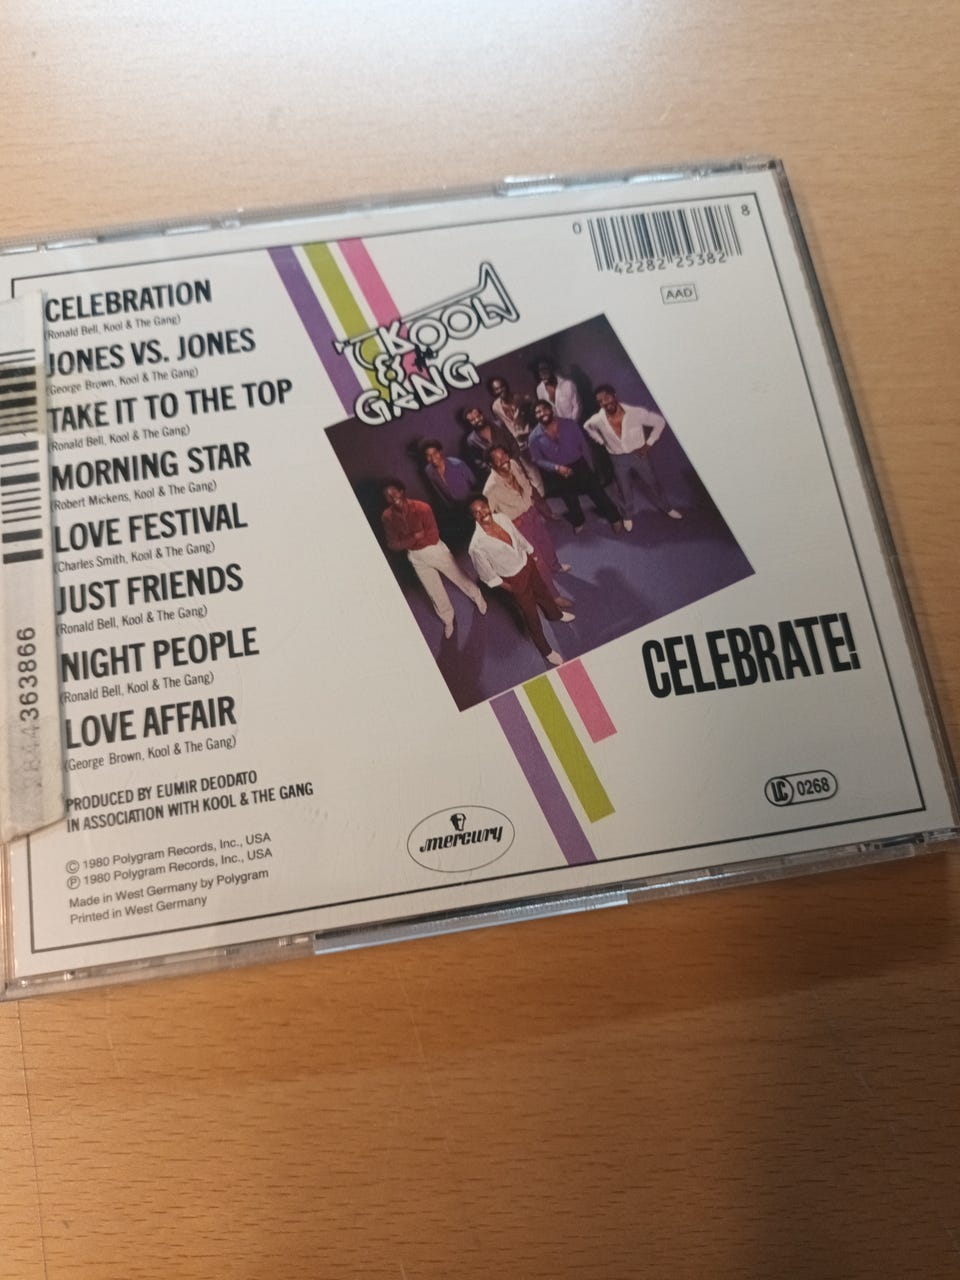 CELEBRATION
(Ronald Bell, Kool & The Gang)
JONES VS. JONES
(George Brown, Kool & The Gang)
TAKE IT TO THE TOP
(Ronald Bell, Kool & The Gang)
MORNING STAR
(Robert Mickens, Kool & The Gang)
LOVE FESTIVAL
(Charles Smith, Kool & The Gang)
JUST FRIENDS
(Ronald Bell, Kool & The Gang)
NIGHT PEOPLE
(Ronald Bell, Kool & The Gang)
LOVE AFFAIR
(George Brown, Kool & The Gang)
PRODUCED BY EUMIR DEODATO
IN ASSOCIATION WITH KOOL & THE GANG
© 1980 Polygram Records, Inc., USA
℗ 1980 Polygram Records, Inc., USA
Made in West Germany by Polygram
Printed in West Germany
KOOL
&
GANG
0 42282 25382 8
AAD
CELEBRATE!
LC 0268
mercury
4363866